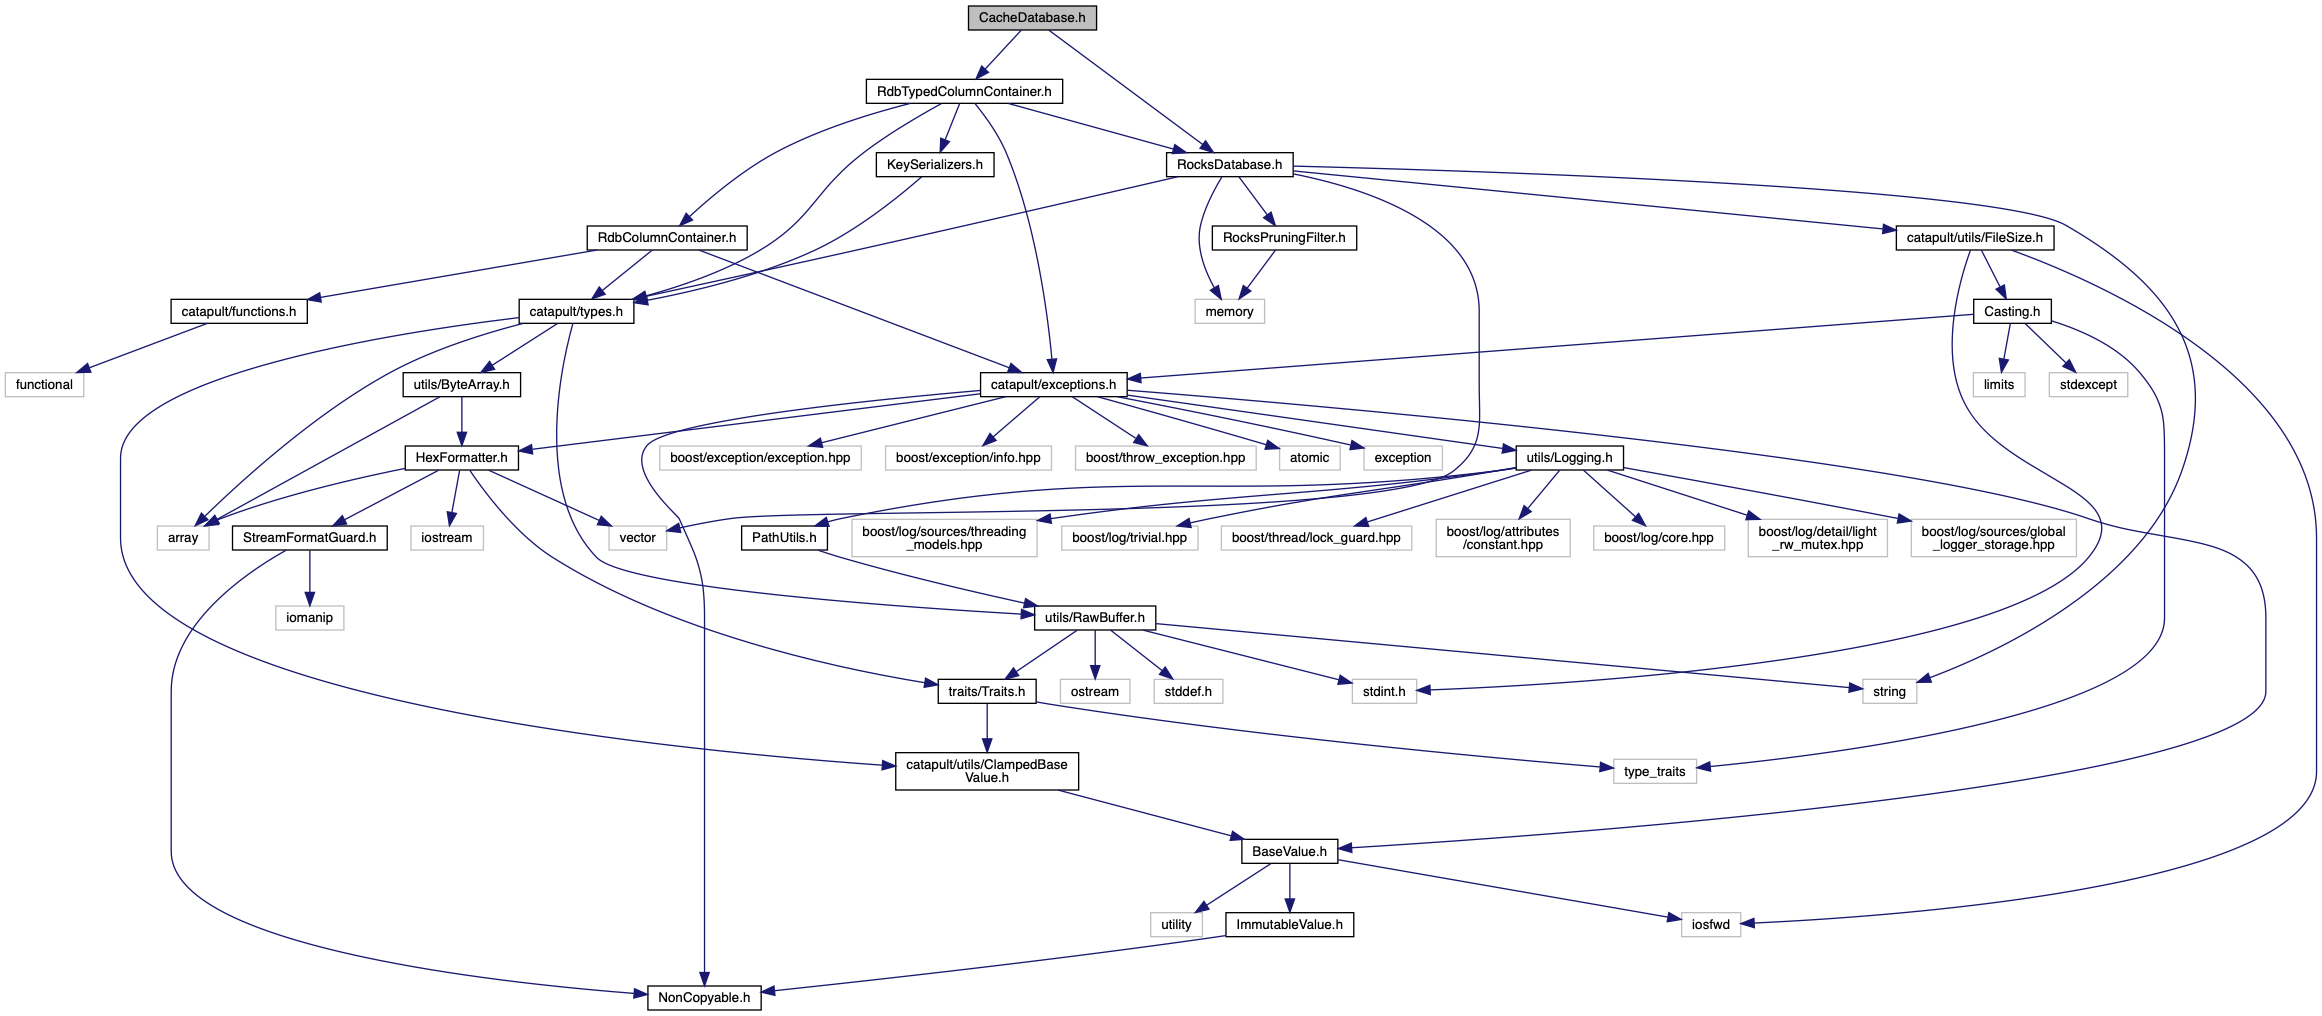 CacheDatabase.h
RdbTypedColumnContainer.h
KeySerializers.h
RocksDatabase.h
RdbColumnContainer.h
RocksPruningFilter.h
catapult/utils/FileSize.h
catapult/functions.h
catapult/types.h
memory
Casting.h
functional
utils/ByteArray.h
catapult/exceptions.h
limits
stdexcept
HexFormatter.h
boost/exception/exception.hpp
boost/exception/info.hpp
boost/throw_exception.hpp
atomic
exception
utils/Logging.h
array
StreamFormatGuard.h
iostream
vector
PathUtils.h
boost/log/sources/threading
_models.hpp
boost/log/trivial.hpp
boost/thread/lock_guard.hpp
boost/log/attributes
/constant.hpp
boost/log/core.hpp
boost/log/detail/light
_rw_mutex.hpp
boost/log/sources/global
_logger_storage.hpp
iomanip
utils/RawBuffer.h
traits/Traits.h
ostream
stddef.h
stdint.h
string
catapult/utils/ClampedBase
Value.h
type_traits
BaseValue.h
utility
ImmutableValue.h
iosfwd
NonCopyable.h